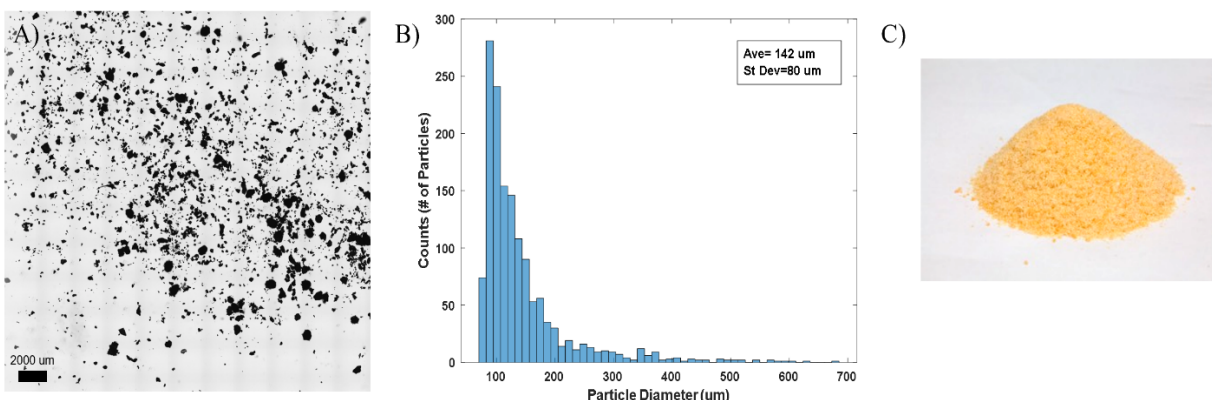 A)
2000 um
B)
Counts (# of Particles)
300
250
200
150
100
50
0
Ave= 142 um
St Dev=80 um
100 200 300 400 500 600 700
Particle Diameter (um)
C)